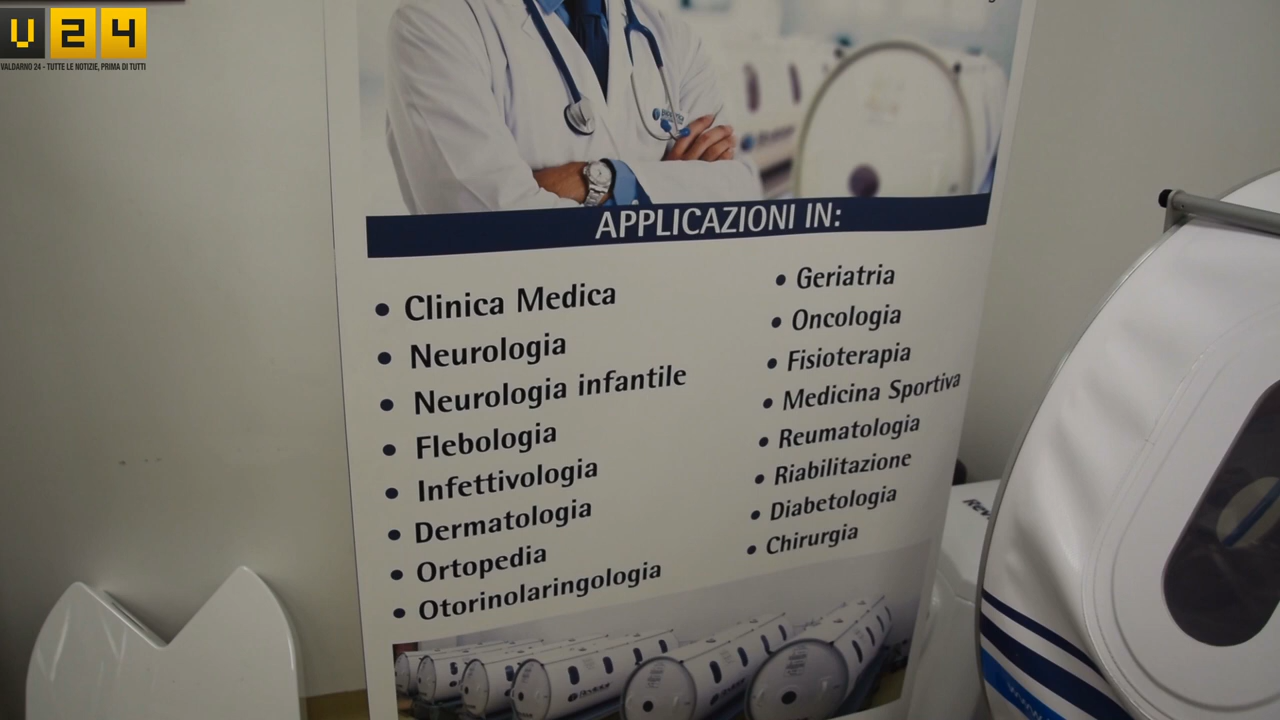 V24
VALDARNO 24 - TUTTE LE NOTIZIE, PRIMA DI TUTTI
APPLICAZIONI IN:
• Clinica Medica
• Neurologia
• Neurologia infantile
• Flebologia
• Infettivologia
• Dermatologia
• Ortopedia
• Otorinolaringologia
• Geriatria
• Oncologia
• Fisioterapia
• Medicina Sportiva
• Reumatologia
• Riabilitazione
• Diabetologia
• Chirurgia